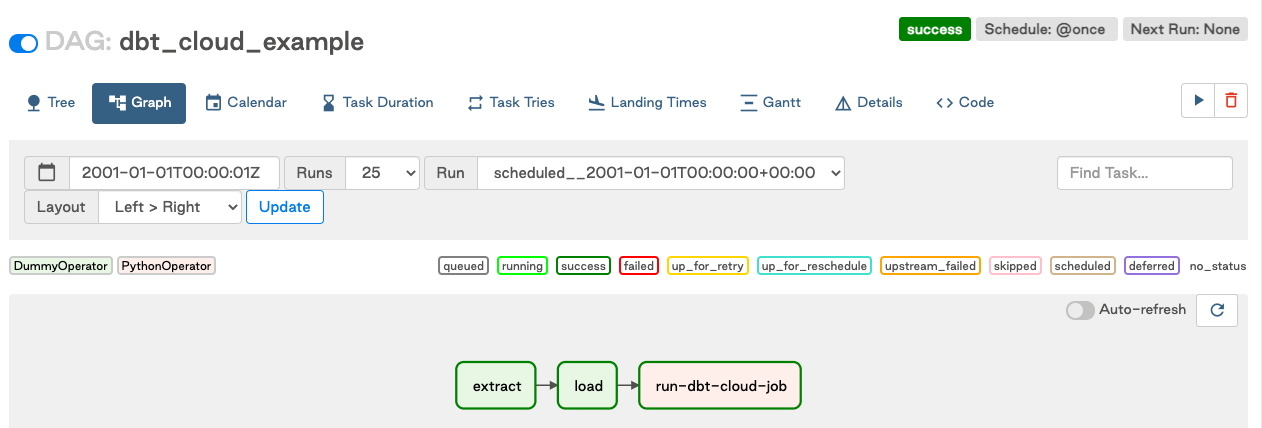 DAG: dbt_cloud_example
success Schedule: @once Next Run: None
Tree Graph Calendar Task Duration Task Tries Landing Times Gantt Details Code
2001-01-01T00:00:01Z Runs 25 Run scheduled__2001-01-01T00:00:00+00:00 Find Task...
Layout Left > Right Update
DummyOperator PythonOperator queued running success failed up_for_retry up_for_reschedule upstream_failed skipped scheduled deferred no_status
Auto-refresh
extract load run-dbt-cloud-job